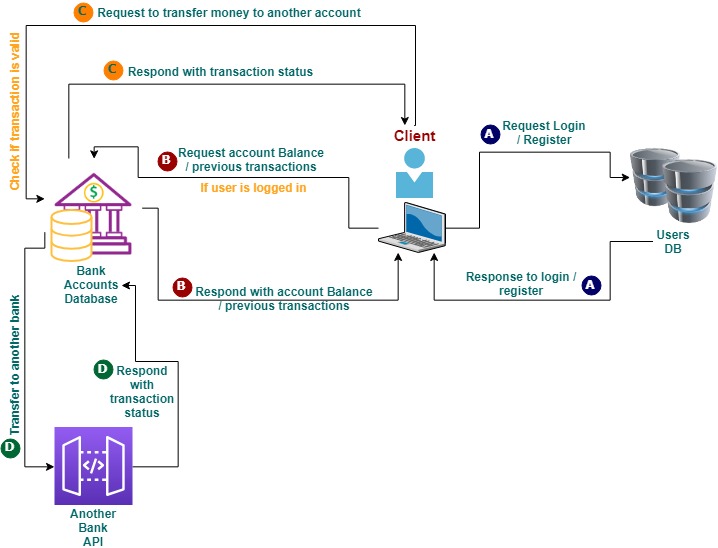 C Request to transfer money to another account
C Respond with transaction status
Check if transaction is valid
Client
A Request Login
/ Register
B Request account Balance
/ previous transactions
If user is logged in
$
Users
DB
Bank
Accounts
Database
B Respond with account Balance
/ previous transactions
Response to login / A
register
D Transfer to another bank
D Respond
with
transaction
status
</>
Another
Bank
API